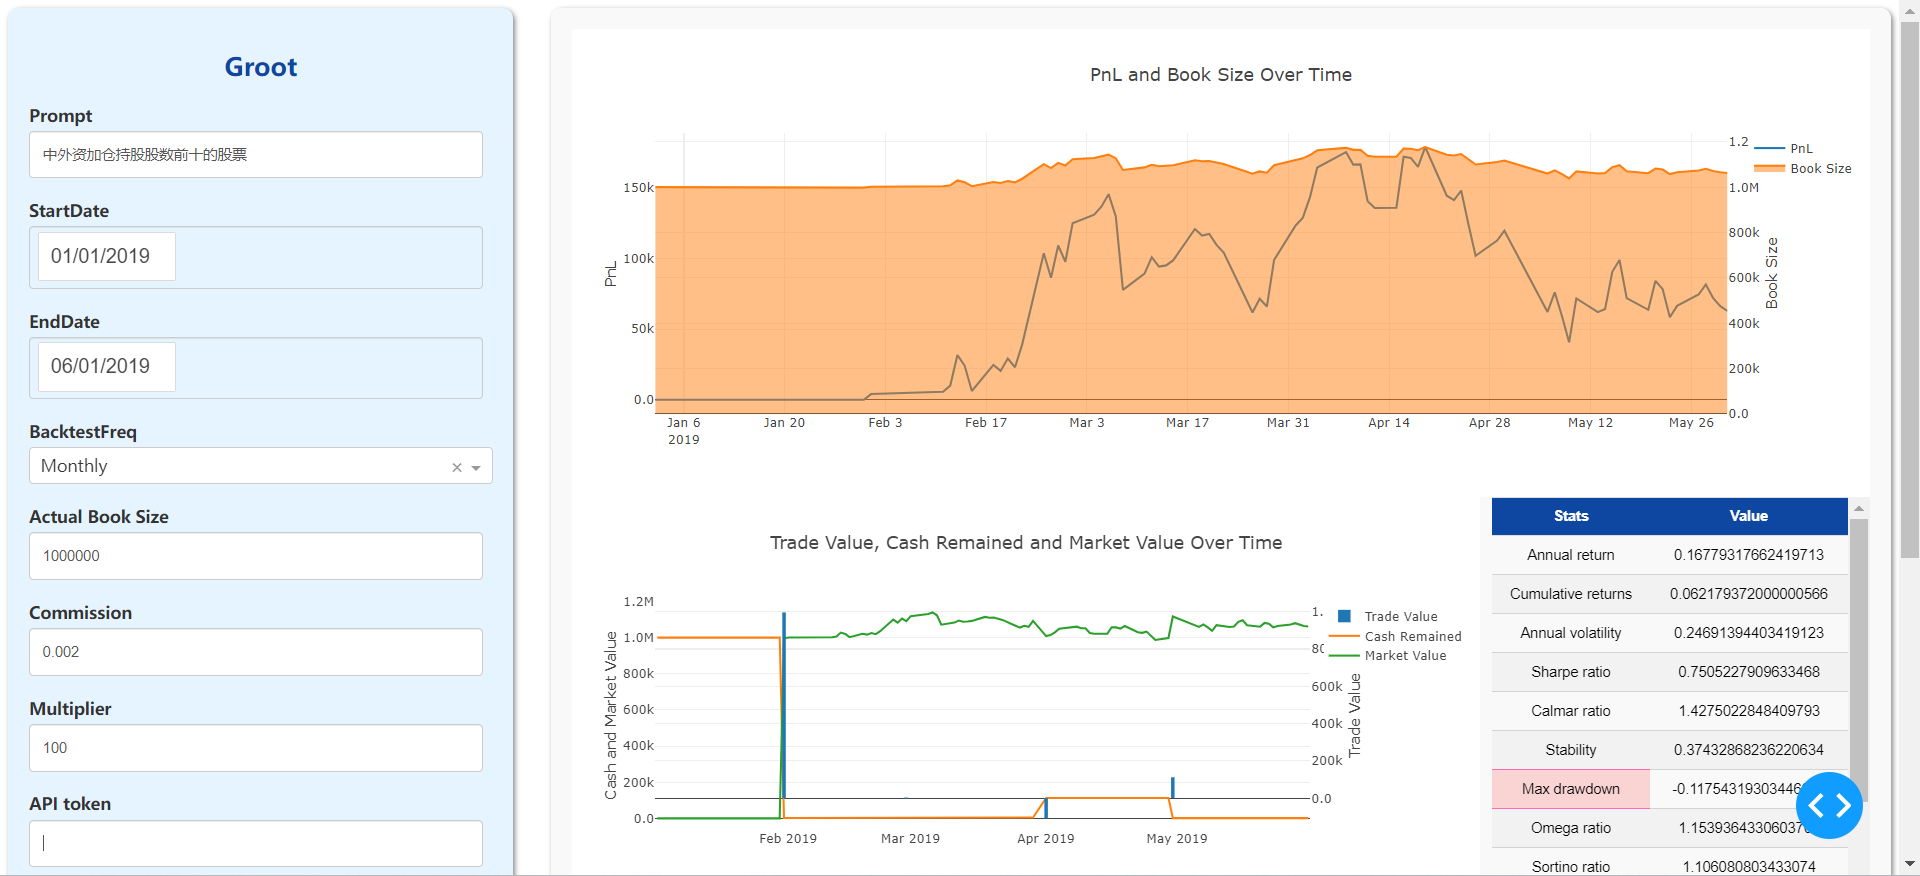 Groot
Prompt
中外资加仓持股股数前十的股票
StartDate
01/01/2019
EndDate
06/01/2019
BacktestFreq
Monthly
×
Actual Book Size
1000000
Commission
0.002
Multiplier
100
API token
PnL and Book Size Over Time
150k
100k
50k
0.0
PnL
Jan 6
2019
Jan 20
Feb 3
Feb 17
Mar 3
Mar 17
Mar 31
Apr 14
Apr 28
May 12
May 26
1.2
1.0M
800k
600k
400k
200k
0.0
Book Size
PnL
Book Size
Trade Value, Cash Remained and Market Value Over Time
1.2M
1.0M
800k
600k
400k
200k
0.0
Cash and Market Value
Feb 2019
Mar 2019
Apr 2019
May 2019
1.
80
600k
400k
200k
0.0
Trade Value
Trade Value
Cash Remained
Market Value
Stats Value
Annual return 0.16779317662419713
Cumulative returns 0.062179372000000566
Annual volatility 0.24691394403419123
Sharpe ratio 0.7505227909633468
Calmar ratio 1.4275022848409793
Stability 0.37432868236220634
Max drawdown -0.1175431930344
Omega ratio 1.1539364330603
Sortino ratio 1.106080803433074